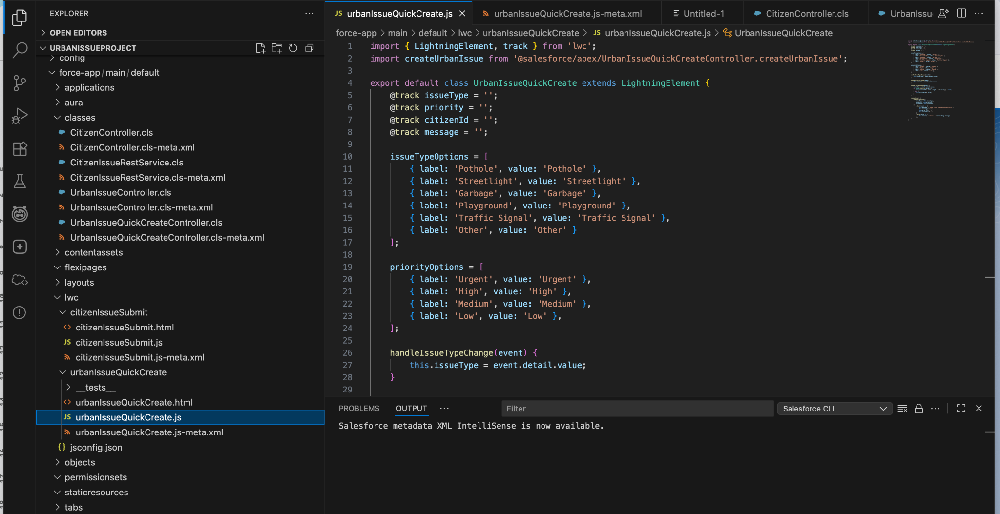 EXPLORER
OPEN EDITORS
URBANISSUEPROJECT
config
force-app/main/default
applications
aura
classes
CitizenController.cls
CitizenController.cls-meta.xml
CitizenIssueRestService.cls
CitizenIssueRestService.cls-meta.xml
UrbanIssueController.cls
UrbanIssueController.cls-meta.xml
UrbanIssueQuickCreateController.cls
UrbanIssueQuickCreateController.cls-meta.xml
contentassets
flexipages
layouts
lwc
citizenIssueSubmit
citizenIssueSubmit.html
JS citizenIssueSubmit.js
citizenIssueSubmit.js-meta.xml
urbanIssueQuickCreate
__tests__
urbanIssueQuickCreate.html
JS urbanIssueQuickCreate.js
urbanIssueQuickCreate.js-meta.xml
{} jsconfig.json
objects
permissionsets
staticresources
tabs
JS urbanIssueQuickCreate.js urbanIssueQuickCreate.js-meta.xml Untitled-1 CitizenController.cls UrbanIssu
force-app > main > default > lwc > urbanIssueQuickCreate > JS urbanIssueQuickCreate.js > UrbanIssueQuickCreate
1 import { LightningElement, track } from 'lwc';
2 import createUrbanIssue from '@salesforce/apex/UrbanIssueQuickCreateController.createUrbanIssue';
3
4 export default class UrbanIssueQuickCreate extends LightningElement {
5 @track issueType = '';
6 @track priority = '';
7 @track citizenId = '';
8 @track message = '';
9
10 issueTypeOptions = [
11 { label: 'Pothole', value: 'Pothole' },
12 { label: 'Streetlight', value: 'Streetlight' },
13 { label: 'Garbage', value: 'Garbage' },
14 { label: 'Playground', value: 'Playground' },
15 { label: 'Traffic Signal', value: 'Traffic Signal' },
16 { label: 'Other', value: 'Other' }
17 ];
18
19 priorityOptions = [
20 { label: 'Urgent', value: 'Urgent' },
21 { label: 'High', value: 'High' },
22 { label: 'Medium', value: 'Medium' },
23 { label: 'Low', value: 'Low' },
24 ];
25
26 handleIssueTypeChange(event) {
27 this.issueType = event.detail.value;
28 }
29
PROBLEMS OUTPUT Filter Salesforce CLI
Salesforce metadata XML IntelliSense is now available.